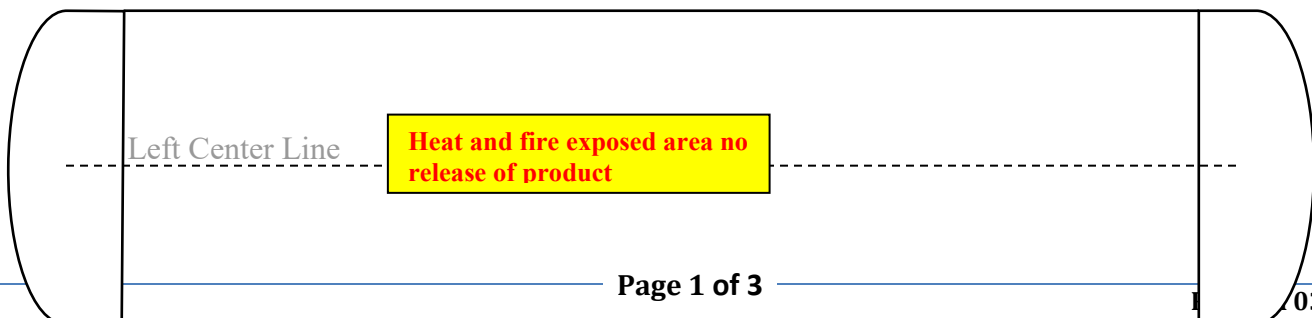 Left Center Line
Heat and fire exposed area no
release of product
Page 1 of 3